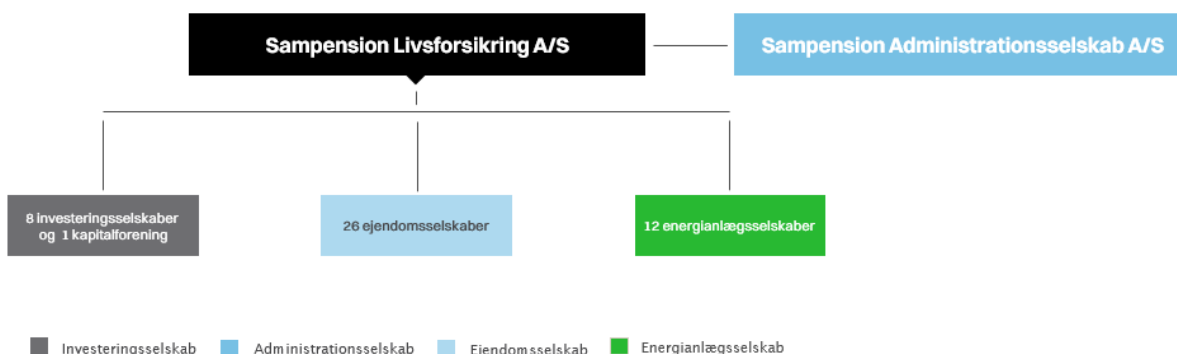 Sampension Livsforsikring A/S
Sampension Administrationsselskab A/S
8 investeringsselskaber
og 1 kapitalforening
26 ejendomsselskaber
12 energianlægsselskaber
Investeringsselskab
Administrationsselskab
Ejendomsselskab
Energianlægsselskab